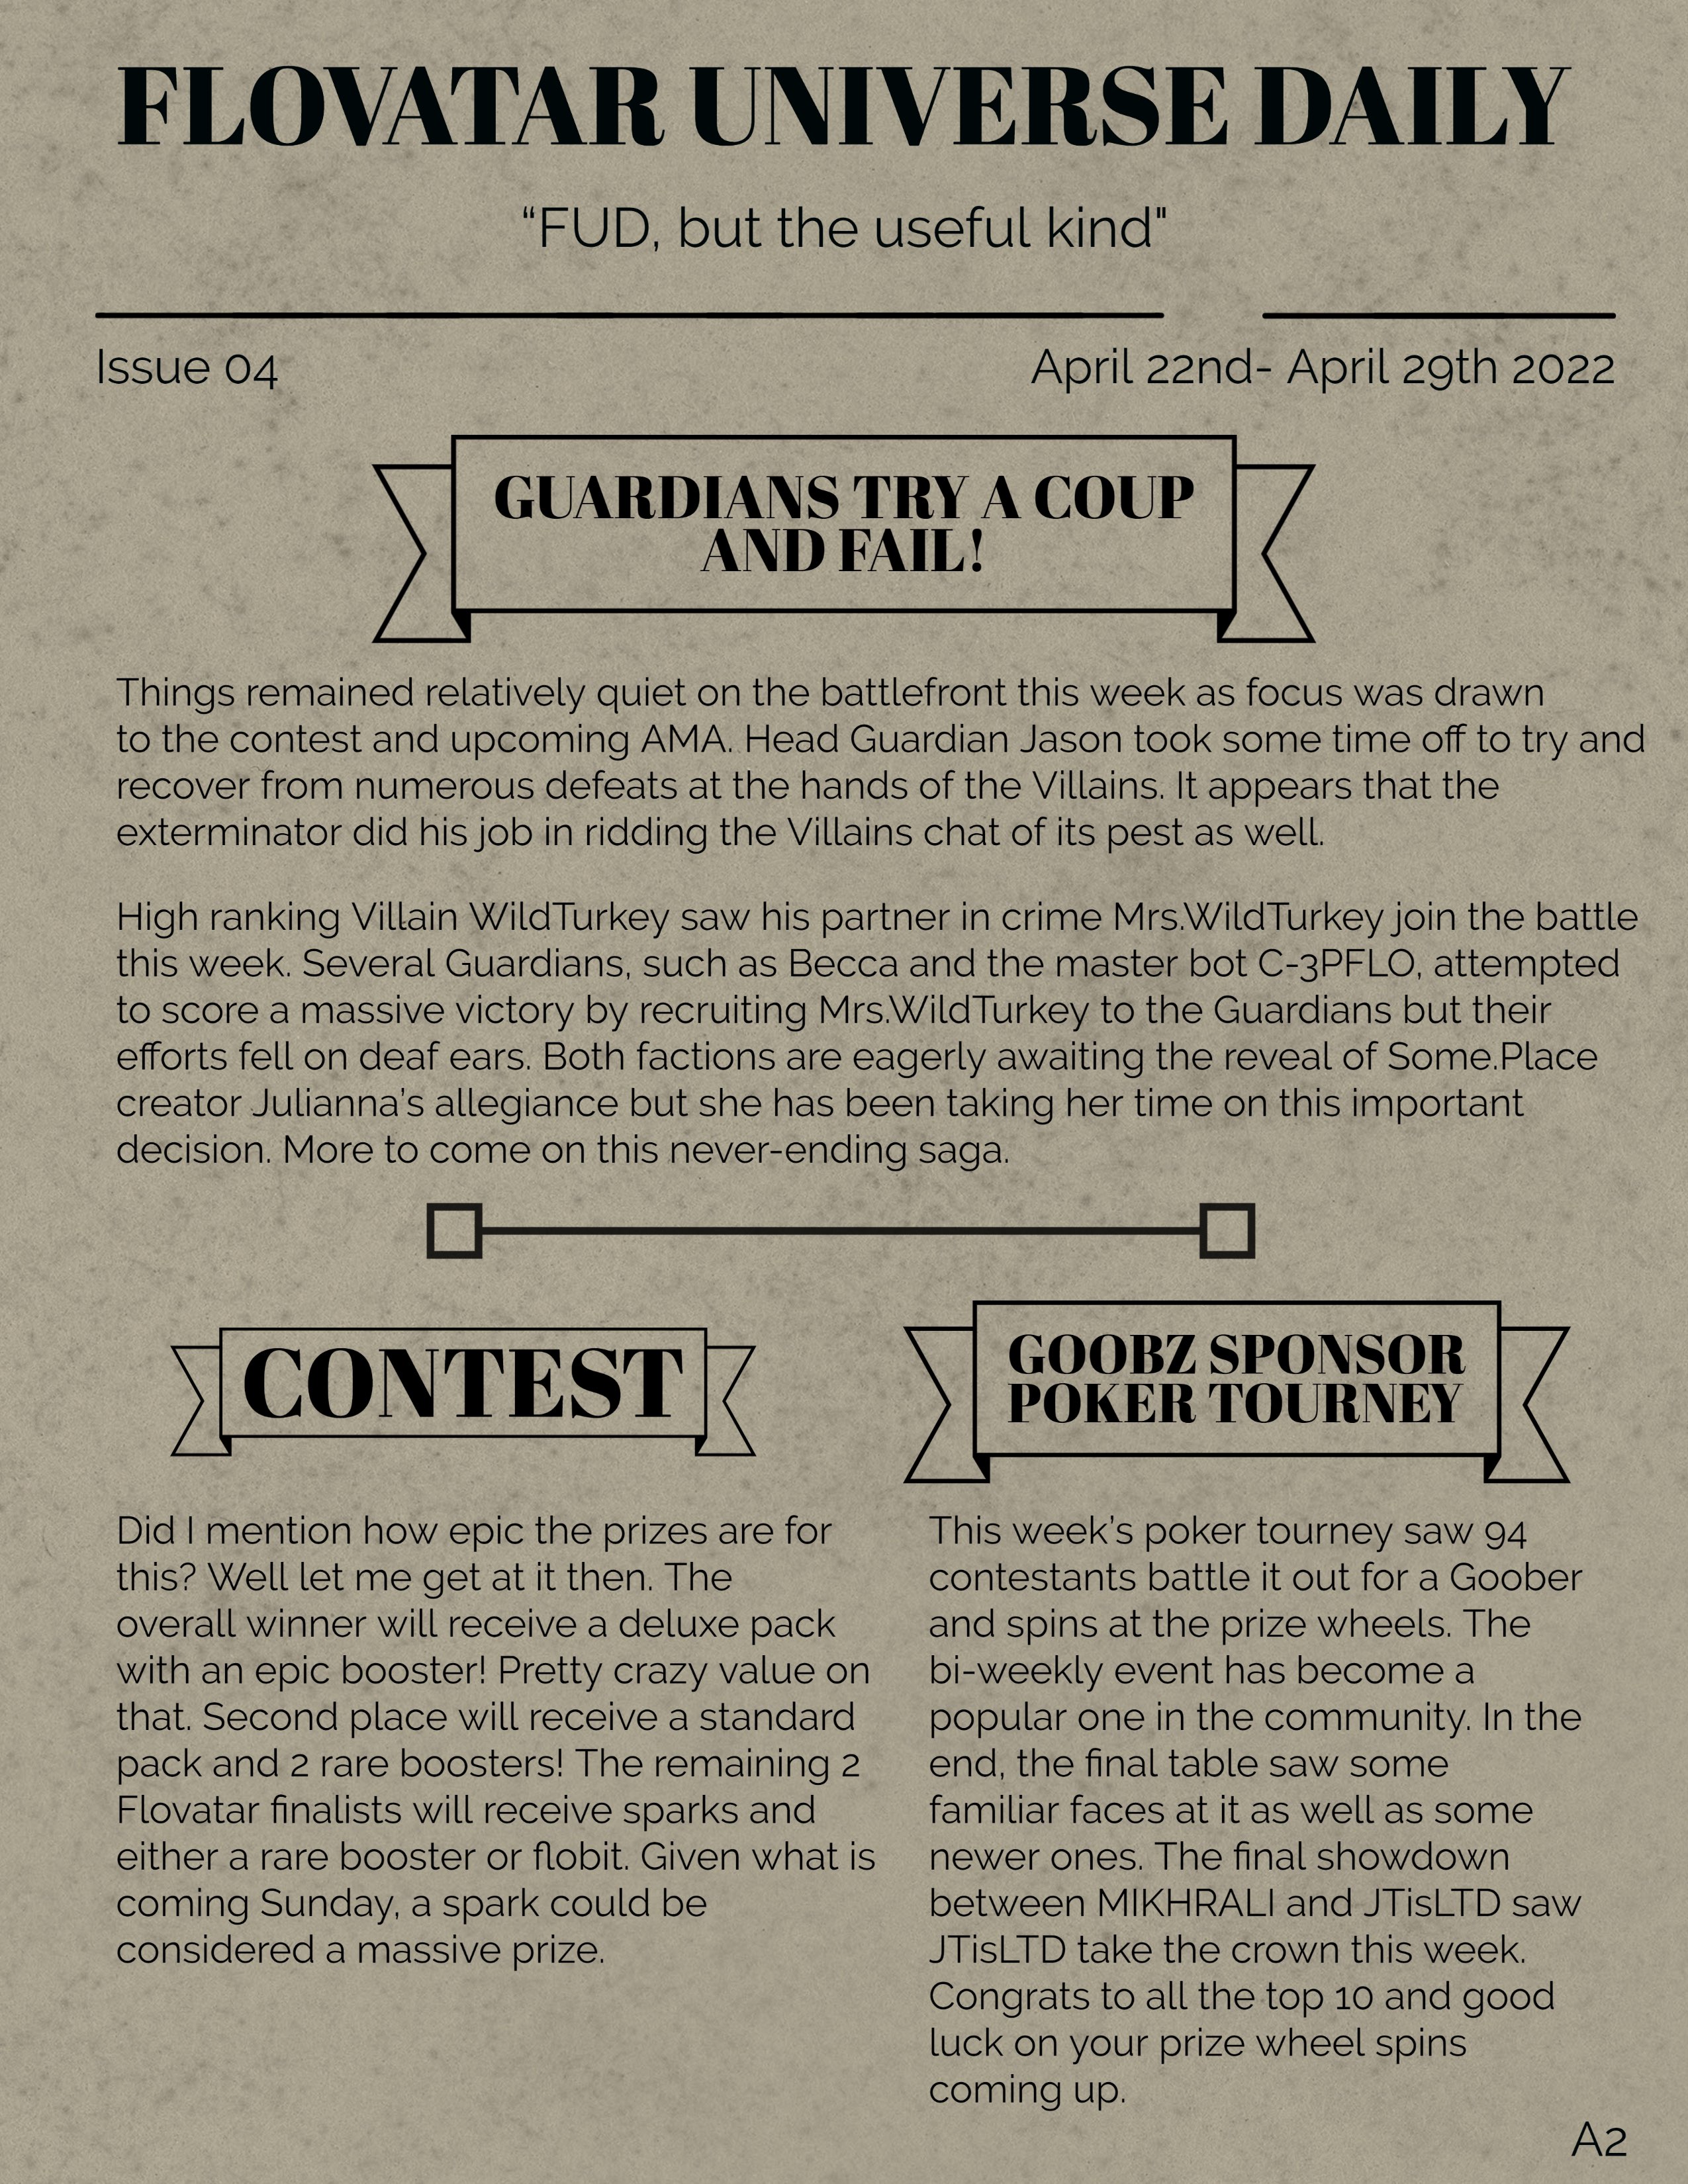 FLOVATAR UNIVERSE DAILY
“FUD, but the useful kind"
Issue 04
April 22nd- April 29th 2022
GUARDIANS TRY A COUP
AND FAIL!
Things remained relatively quiet on the battlefront this week as focus was drawn
to the contest and upcoming AMA. Head Guardian Jason took some time off to try and
recover from numerous defeats at the hands of the Villains. It appears that the
exterminator did his job in ridding the Villains chat of its pest as well.
High ranking Villain WildTurkey saw his partner in crime Mrs.WildTurkey join the battle
this week. Several Guardians, such as Becca and the master bot C-3PFLO, attempted
to score a massive victory by recruiting Mrs.WildTurkey to the Guardians but their
efforts fell on deaf ears. Both factions are eagerly awaiting the reveal of Some.Place
creator Julianna’s allegiance but she has been taking her time on this important
decision. More to come on this never-ending saga.
CONTEST
Did I mention how epic the prizes are for
this? Well let me get at it then. The
overall winner will receive a deluxe pack
with an epic booster! Pretty crazy value on
that. Second place will receive a standard
pack and 2 rare boosters! The remaining 2
Flovatar finalists will receive sparks and
either a rare booster or flobit. Given what is
coming Sunday, a spark could be
considered a massive prize.
GOOBZ SPONSOR
POKER TOURNEY
This week’s poker tourney saw 94
contestants battle it out for a Goober
and spins at the prize wheels. The
bi-weekly event has become a
popular one in the community. In the
end, the final table saw some
familiar faces at it as well as some
newer ones. The final showdown
between MIKHRALI and JTisLTD saw
JTisLTD take the crown this week.
Congrats to all the top 10 and good
luck on your prize wheel spins
coming up.
A2